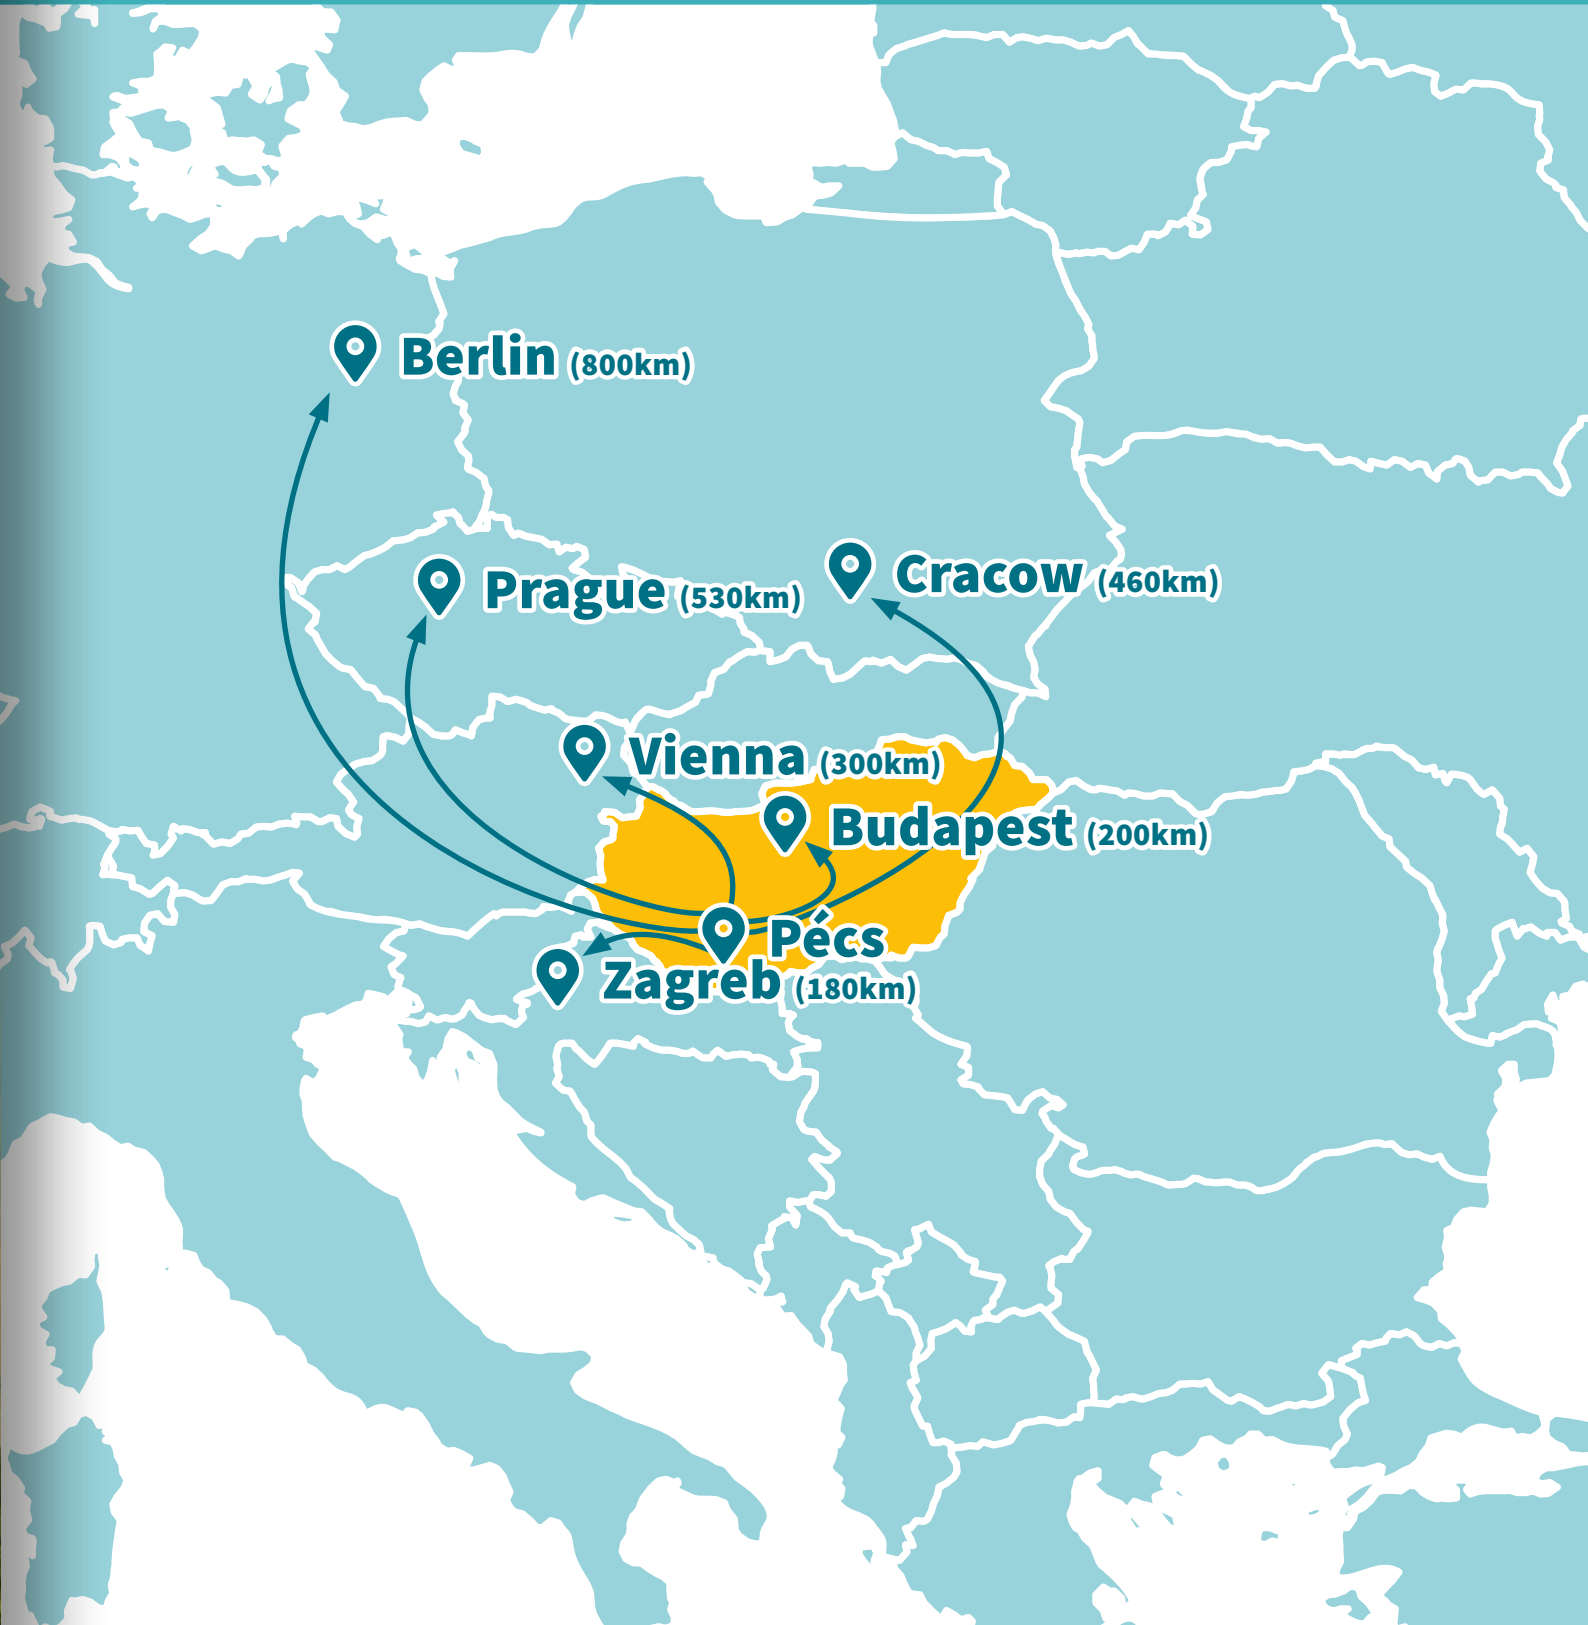 Berlin (800km)
Cracow (460km)
Prague (530km)
Vienna (300km)
Budapest (200km)
Pécs
Zagreb (180km)